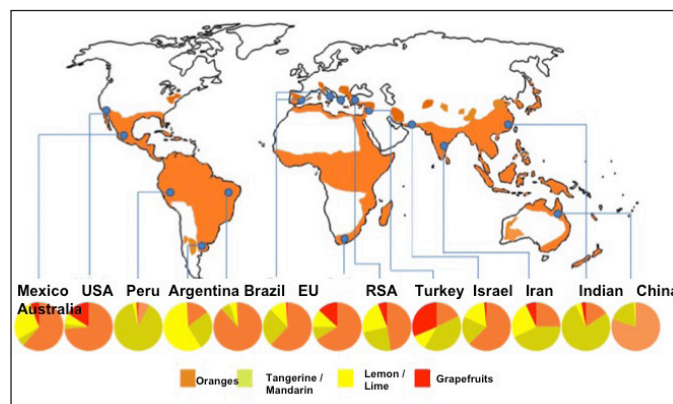 Mexico USA Peru Argentina Brazil EU RSA Turkey Israel Iran Indian China
Australia
Oranges Tangerine / Mandarin Lemon / Lime Grapefruits